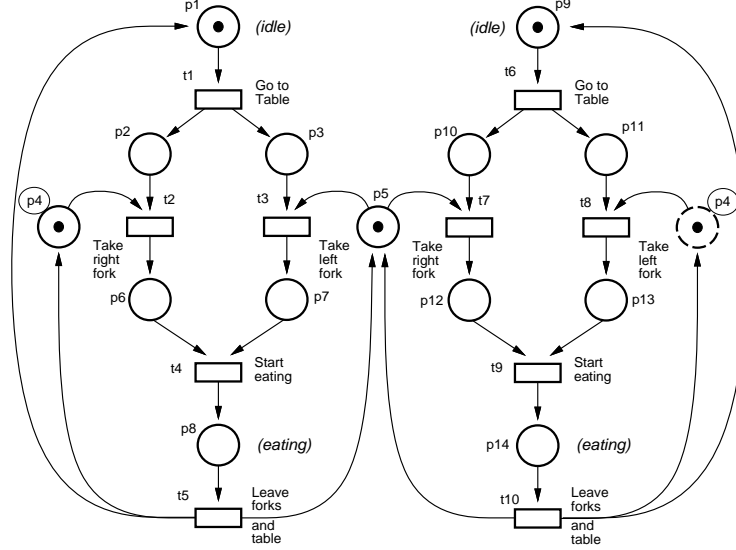 p1
(idle)
(idle)
p9
t1
Go to
Table
t6
Go to
Table
p2
p3
p10
p11
p4
t2
t3
p5
t7
t8
p4
Take
right
fork
Take
left
fork
Take
right
fork
Take
left
fork
p6
p7
p12
p13
t4
Start
eating
t9
Start
eating
p8
(eating)
p14
(eating)
t5
Leave forks
and
table
t10
Leave forks
and
table